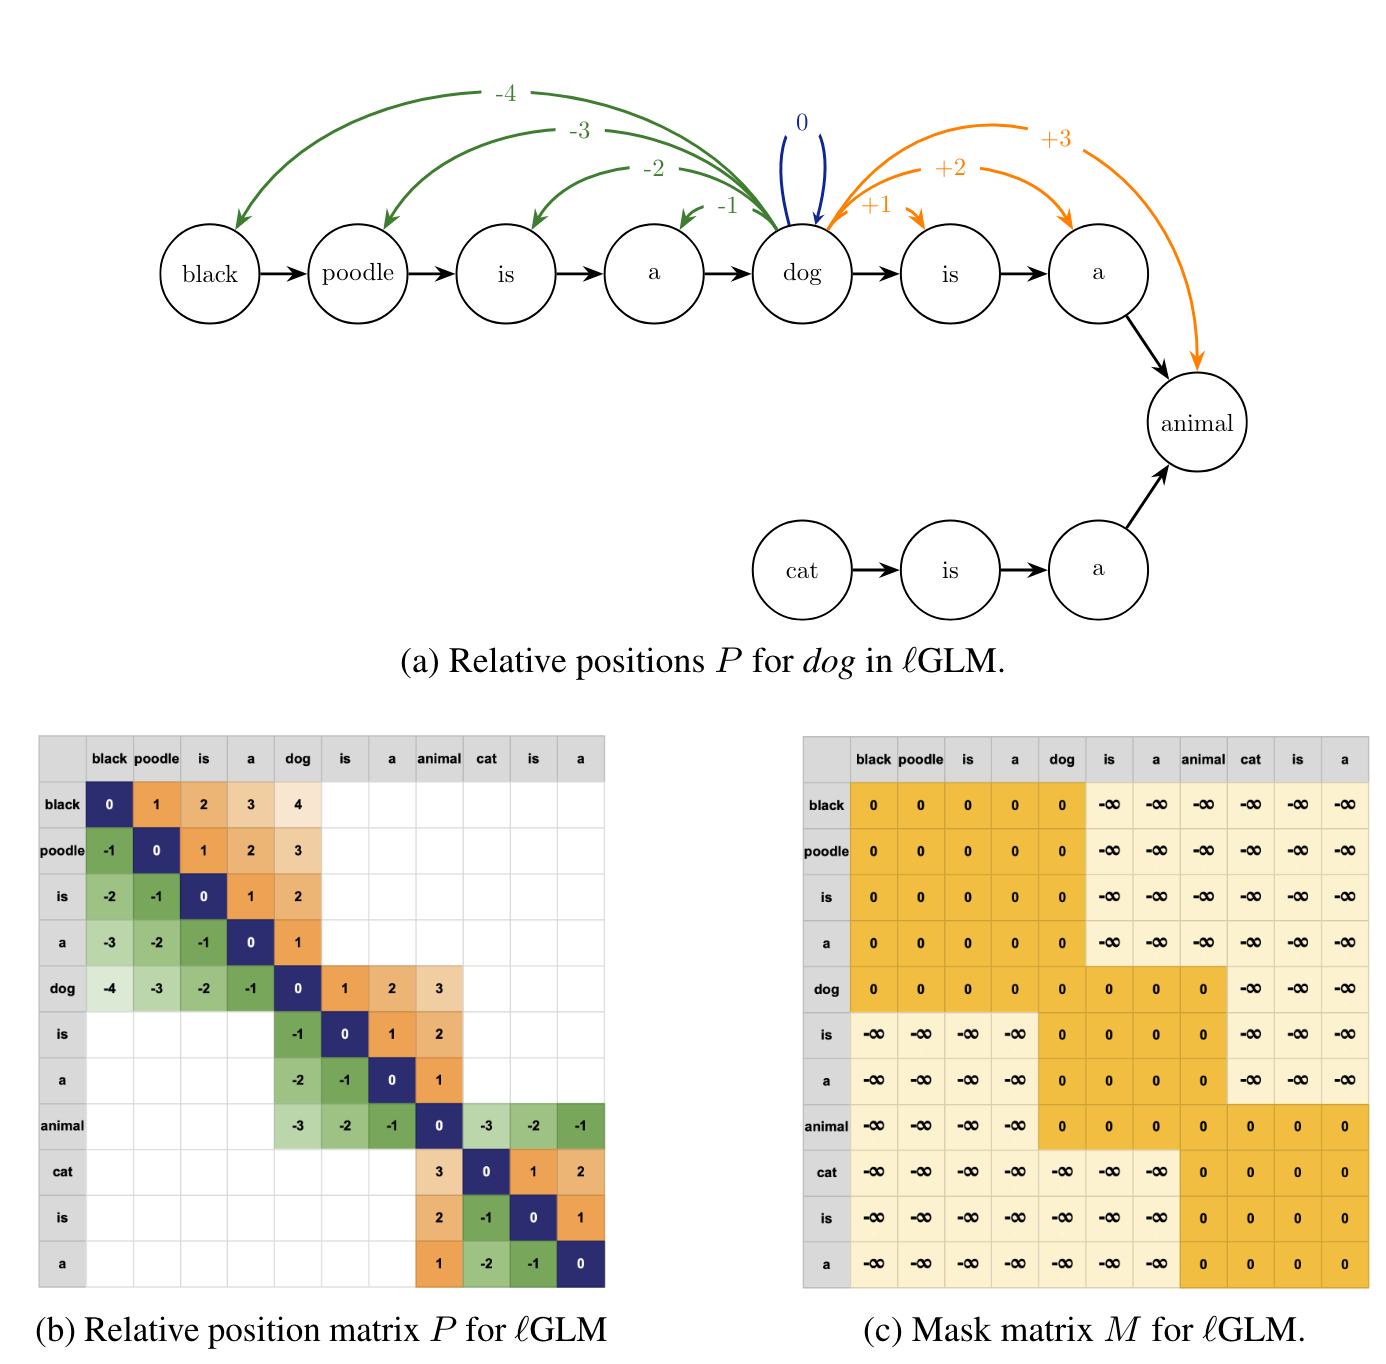 -4
-3
0
+3
-2
+2
-1
+1
black poodle is a dog is a
animal
cat is a
(a) Relative positions P for dog in ℓGLM.
black poodle is a dog is a animal cat is a
black 0 1 2 3 4
poodle -1 0 1 2 3
is -2 -1 0 1 2
a -3 -2 -1 0 1
dog -4 -3 -2 -1 0 1 2 3
is -1 0 1 2
a -2 -1 0 1
animal -3 -2 -1 0 -3 -2 -1
cat 3 0 1 2
is 2 -1 0 1
a 1 -2 -1 0
(b) Relative position matrix P for ℓGLM
black poodle is a dog is a animal cat is a
black 0 0 0 0 0 -∞ -∞ -∞ -∞ -∞ -∞
poodle 0 0 0 0 0 -∞ -∞ -∞ -∞ -∞ -∞
is 0 0 0 0 0 -∞ -∞ -∞ -∞ -∞ -∞
a 0 0 0 0 0 -∞ -∞ -∞ -∞ -∞ -∞
dog 0 0 0 0 0 0 0 0 -∞ -∞ -∞
is -∞ -∞ -∞ -∞ 0 0 0 0 -∞ -∞ -∞
a -∞ -∞ -∞ -∞ 0 0 0 0 -∞ -∞ -∞
animal -∞ -∞ -∞ -∞ 0 0 0 0 0 0 0
cat -∞ -∞ -∞ -∞ -∞ -∞ -∞ 0 0 0 0
is -∞ -∞ -∞ -∞ -∞ -∞ -∞ 0 0 0 0
a -∞ -∞ -∞ -∞ -∞ -∞ -∞ 0 0 0 0
(c) Mask matrix M for ℓGLM.